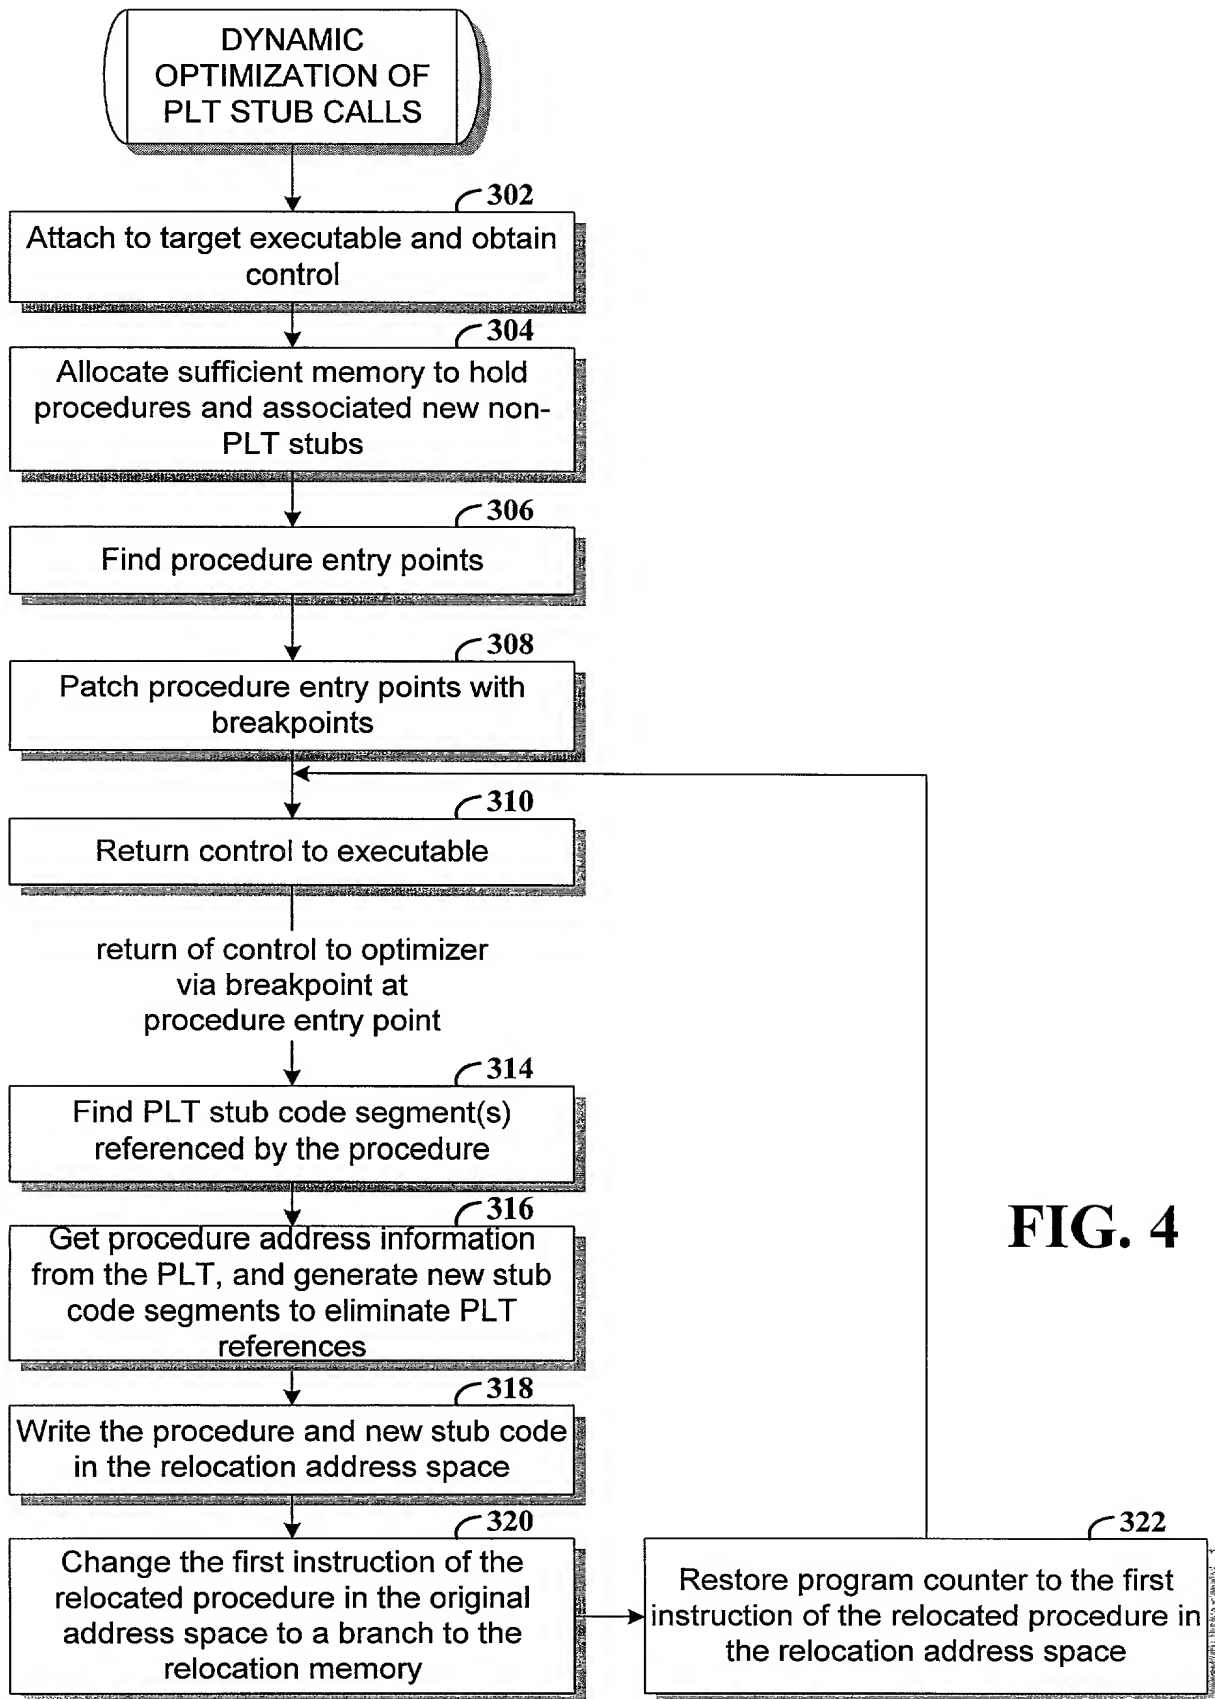 DYNAMIC
OPTIMIZATION OF
PLT STUB CALLS
302
Attach to target executable and obtain
control
304
Allocate sufficient memory to hold
procedures and associated new non-
PLT stubs
306
Find procedure entry points
308
Patch procedure entry points with
breakpoints
310
Return control to executable
return of control to optimizer
via breakpoint at
procedure entry point
314
Find PLT stub code segment(s)
referenced by the procedure
316
Get procedure address information
from the PLT, and generate new stub
code segments to eliminate PLT
references
318
Write the procedure and new stub code
in the relocation address space
320
Change the first instruction of the
relocated procedure in the original
address space to a branch to the
relocation memory
322
Restore program counter to the first
instruction of the relocated procedure in
the relocation address space
FIG. 4